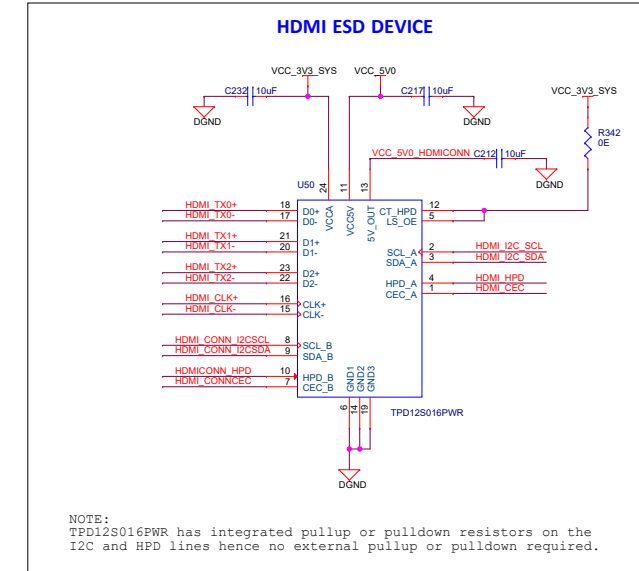 HDMI ESD DEVICE
VCC_3V3_SYS
VCC_5V0
VCC_3V3_SYS
C232 10uF
C217 10uF
DGND
DGND
R342
0E
VCC_5V0_HDMICONN C212 10uF
DGND
U50
24
11
13
VCCA
VCC5V
5V_OUT
HDMI_TX0+ 18 D0+
HDMI_TX0- 17 D0-
HDMI_TX1+ 21 D1+
HDMI_TX1- 20 D1-
HDMI_TX2+ 23 D2+
HDMI_TX2- 22 D2-
HDMI_CLK+ 16 CLK+
HDMI_CLK- 15 CLK-
HDMI_CONN_I2CSCL 8 SCL_B
HDMI_CONN_I2CSDA 9 SDA_B
HDMICONN_HPD 10 HPD_B
HDMI_CONNCEC 7 CEC_B
CT_HPD 12
LS_OE 5
SCL_A 2 HDMI_I2C_SCL
SDA_A 3 HDMI_I2C_SDA
HPD_A 4 HDMI_HPD
CEC_A 1 HDMI_CEC
GND1
GND2
GND3
6
14
19
TPD12S016PWR
DGND
NOTE:
TPD12S016PWR has integrated pullup or pulldown resistors on the
I2C and HPD lines hence no external pullup or pulldown required.